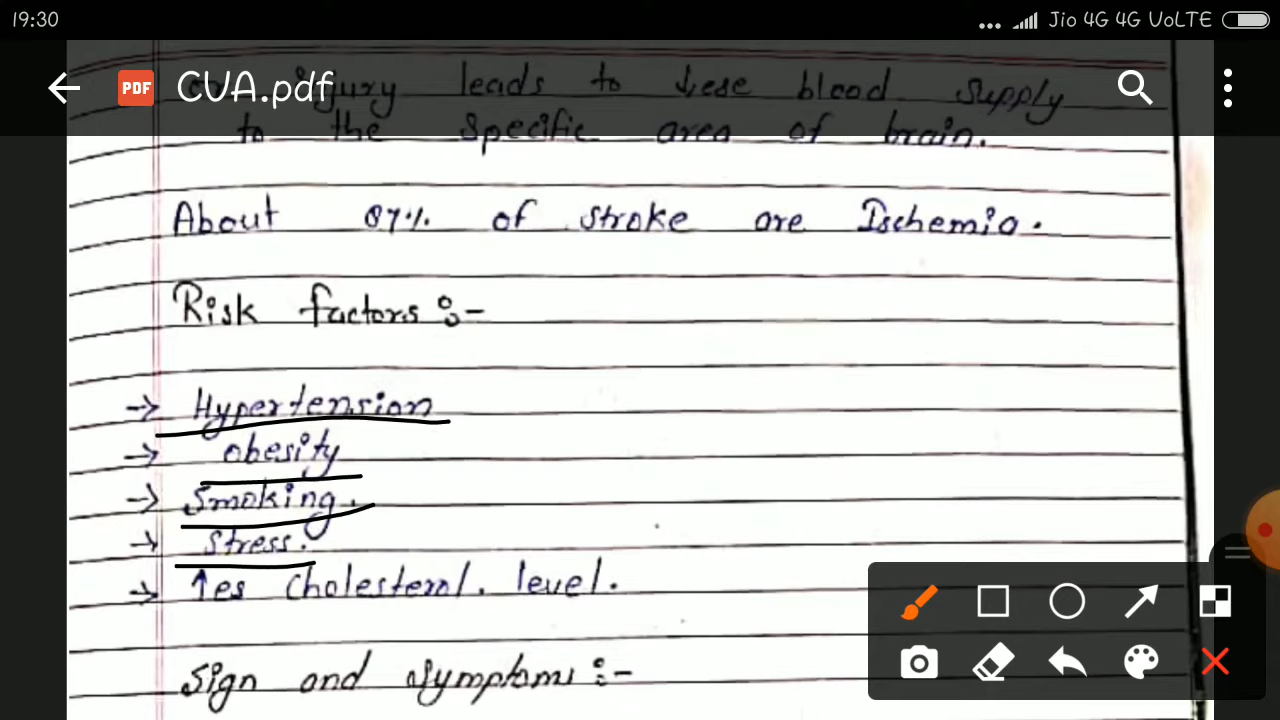 19:30
... Jio 4G 4G VoLTE
PDF CVA.pdf
leads to ↓ese blood supply
to the specific area of brain.
About 87% of stroke are Ischemic.
Risk factors :-
→ Hypertension
→ obesity
→ Smoking.
→ Stress.
→ ↑es Cholesterol. level.
Sign and symptoms :-